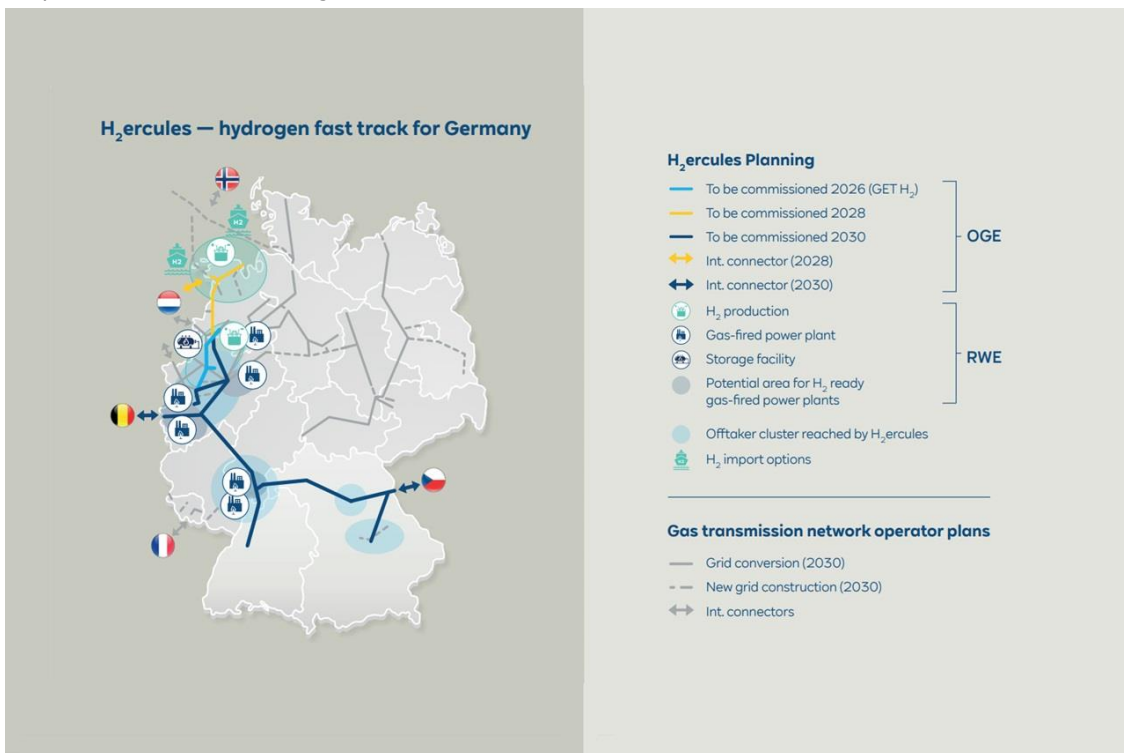 H₂ercules — hydrogen fast track for Germany
H2
H2
H₂ercules Planning
To be commissioned 2026 (GET H₂)
To be commissioned 2028
To be commissioned 2030
Int. connector (2028)
Int. connector (2030)
OGE
H₂ production
Gas-fired power plant
Storage facility
Potential area for H₂ ready
gas-fired power plants
RWE
Offtaker cluster reached by H₂ercules
H₂ import options
Gas transmission network operator plans
Grid conversion (2030)
New grid construction (2030)
Int. connectors